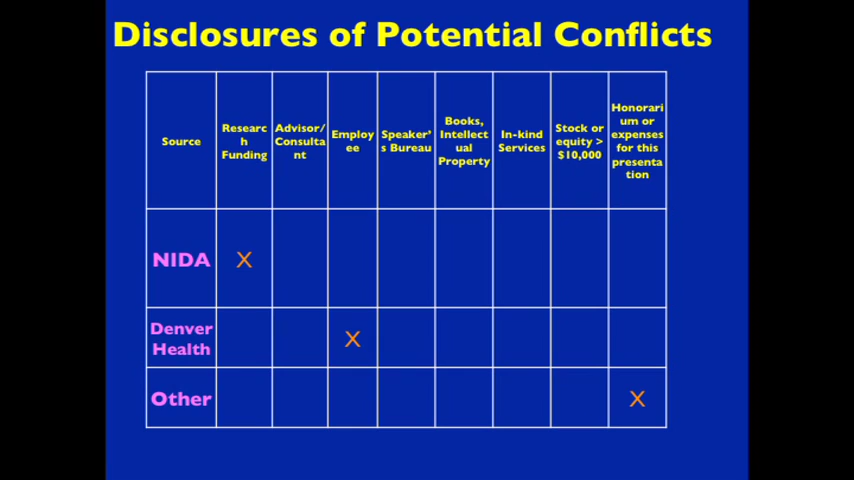 Disclosures of Potential Conflicts
Source
Researc
h
Funding
Advisor/
Consulta
nt
Employ
ee
Speaker'
s Bureau
Books,
Intellect
ual
Property
In-kind
Services
Stock or
equity >
$10,000
Honorari
um or
expenses
for this
presenta
tion
NIDA
X
Denver
Health
X
Other
X